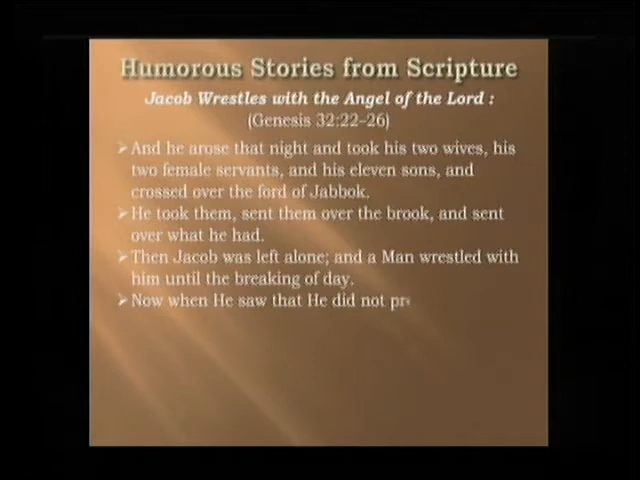 Humorous Stories from Scripture
Jacob Wrestles with the Angel of the Lord :
(Genesis 32:22–26)
➢And he arose that night and took his two wives, his
two female servants, and his eleven sons, and
crossed over the ford of Jabbok.
➢He took them, sent them over the brook, and sent
over what he had.
➢Then Jacob was left alone; and a Man wrestled with
him until the breaking of day.
➢Now when He saw that He did not pre